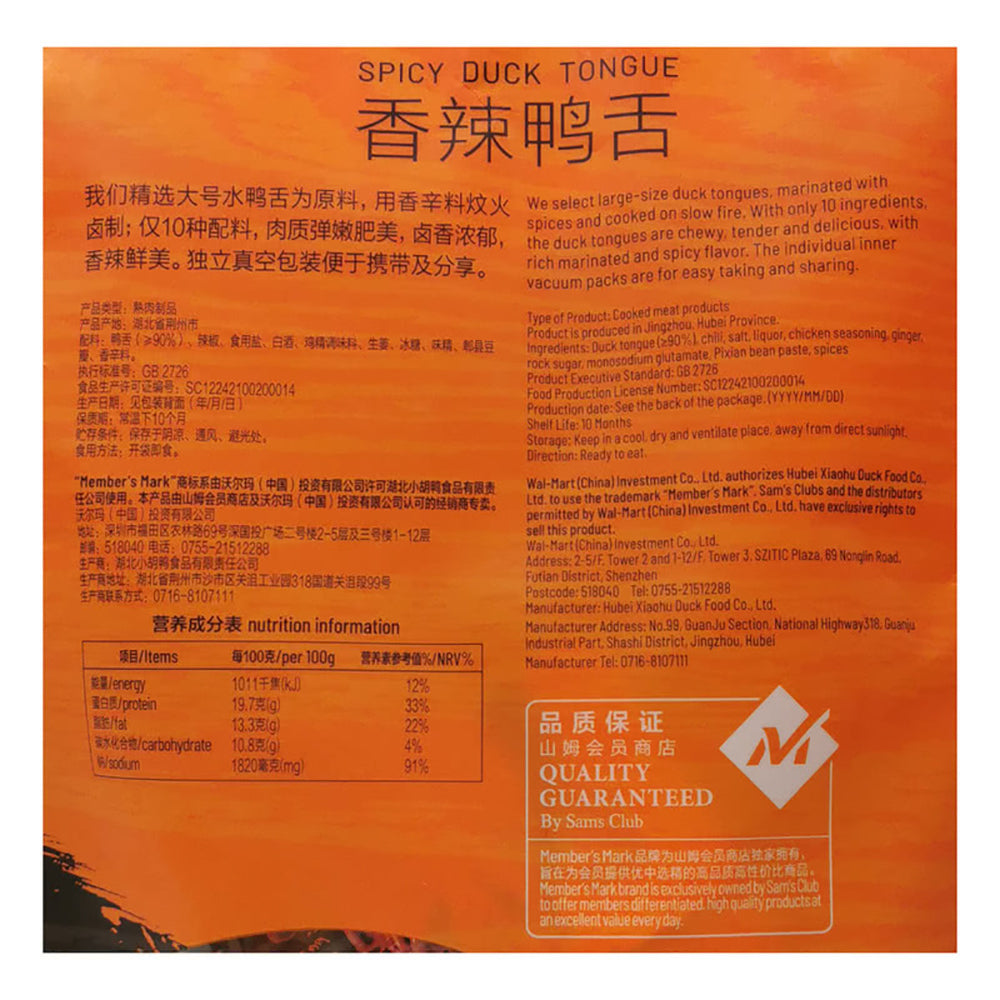 SPICY DUCK TONGUE
香辣鸭舌
我们精选大号水鸭舌为原料，用香辛料炆火
卤制；仅10种配料，肉质弹嫩肥美，卤香浓郁，
香辣鲜美。独立真空包装便于携带及分享。
We select large-size duck tongues, marinated with
spices and cooked on slow fire. With only 10 ingredients,
the duck tongues are chewy, tender and delicious, with
rich marinated and spicy flavor. The individual inner
vacuum packs are for easy taking and sharing.
产品类型：熟肉制品
产品产地：湖北省荆州市
配料：鸭舌（≥90%）、辣椒、食用盐、白酒、鸡精调味料、生姜、冰糖、味精、郫县豆
瓣、香辛料。
执行标准号：GB 2726
食品生产许可证编号：SC12242100200014
生产日期：见包装背面（年/月/日）
保质期：常温下10个月
贮存条件：保存于阴凉、通风、避光处。
食用方法：开袋即食。
Type of Product: Cooked meat products
Product is produced in Jingzhou, Hubei Province.
Ingredients: Duck tongue (≥90%), chili, salt, liquor, chicken seasoning, ginger,
rock sugar, monosodium glutamate, Pixian bean paste, spices
Product Executive Standard: GB 2726
Food Production License Number: SC12242100200014
Production date: See the back of the package. (YYYY/MM/DD)
Shelf Life: 10 Months
Storage: Keep in a cool, dry and ventilate place, away from direct sunlight.
Direction: Ready to eat.
"Member's Mark"商标系由沃尔玛（中国）投资有限公司许可湖北小胡鸭食品有限责
任公司使用。本产品由山姆会员商店及沃尔玛（中国）投资有限公司认可的经销商专卖。
沃尔玛（中国）投资有限公司
地址：深圳市福田区农林路69号深国投广场二号楼2-5层及三号楼1-12层
邮编：518040 电话：0755-21512288
生产商：湖北小胡鸭食品有限责任公司
生产商地址：湖北省荆州市沙市区关沮工业园318国道关沮段99号
生产商联系方式：0716-8107111
Wal-Mart (China) Investment Co., Ltd. authorizes Hubei Xiaohu Duck Food Co.,
Ltd. to use the trademark "Member's Mark". Sam's Clubs and the distributors
permitted by Wal-Mart (China) Investment Co., Ltd. have exclusive rights to
sell this product.
Wal-Mart (China) Investment Co., Ltd.
Address: 2-5/F, Tower 2 and 1-12/F, Tower 3, SZITIC Plaza, 69 Nonglin Road,
Futian District, Shenzhen
Postcode: 518040 Tel: 0755-21512288
Manufacturer: Hubei Xiaohu Duck Food Co., Ltd.
Manufacturer Address: No.99, GuanJu Section, National Highway318, Guanju
Industrial Part, Shashi District, Jingzhou, Hubei
Manufacturer Tel: 0716-8107111
营养成分表 nutrition information
项目/Items 每100克/per 100g 营养素参考值%/NRV%
能量/energy 1011千焦(kJ) 12%
蛋白质/protein 19.7克(g) 33%
脂肪/fat 13.3克(g) 22%
碳水化合物/carbohydrate 10.8克(g) 4%
钠/sodium 1820毫克(mg) 91%
品质保证
山姆会员商店
QUALITY
GUARANTEED
By Sams Club
M
Member's Mark品牌为山姆会员商店独家拥有，
旨在为会员提供优中选精的高品质高性价比商品。
Member's Mark brand is exclusively owned by Sam's Club
to offer members differentiated, high quality products at
an excellent value every day.